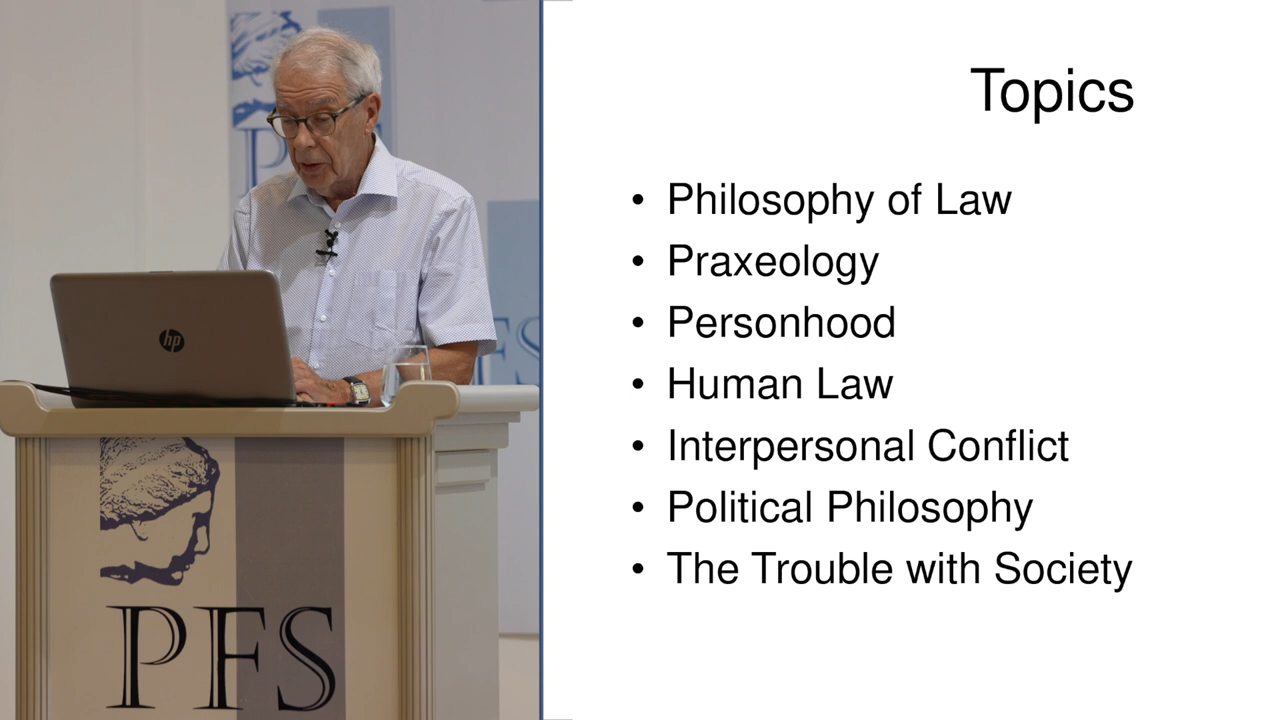 Topics
• Philosophy of Law
• Praxeology
• Personhood
• Human Law
• Interpersonal Conflict
• Political Philosophy
• The Trouble with Society
hp
PFS